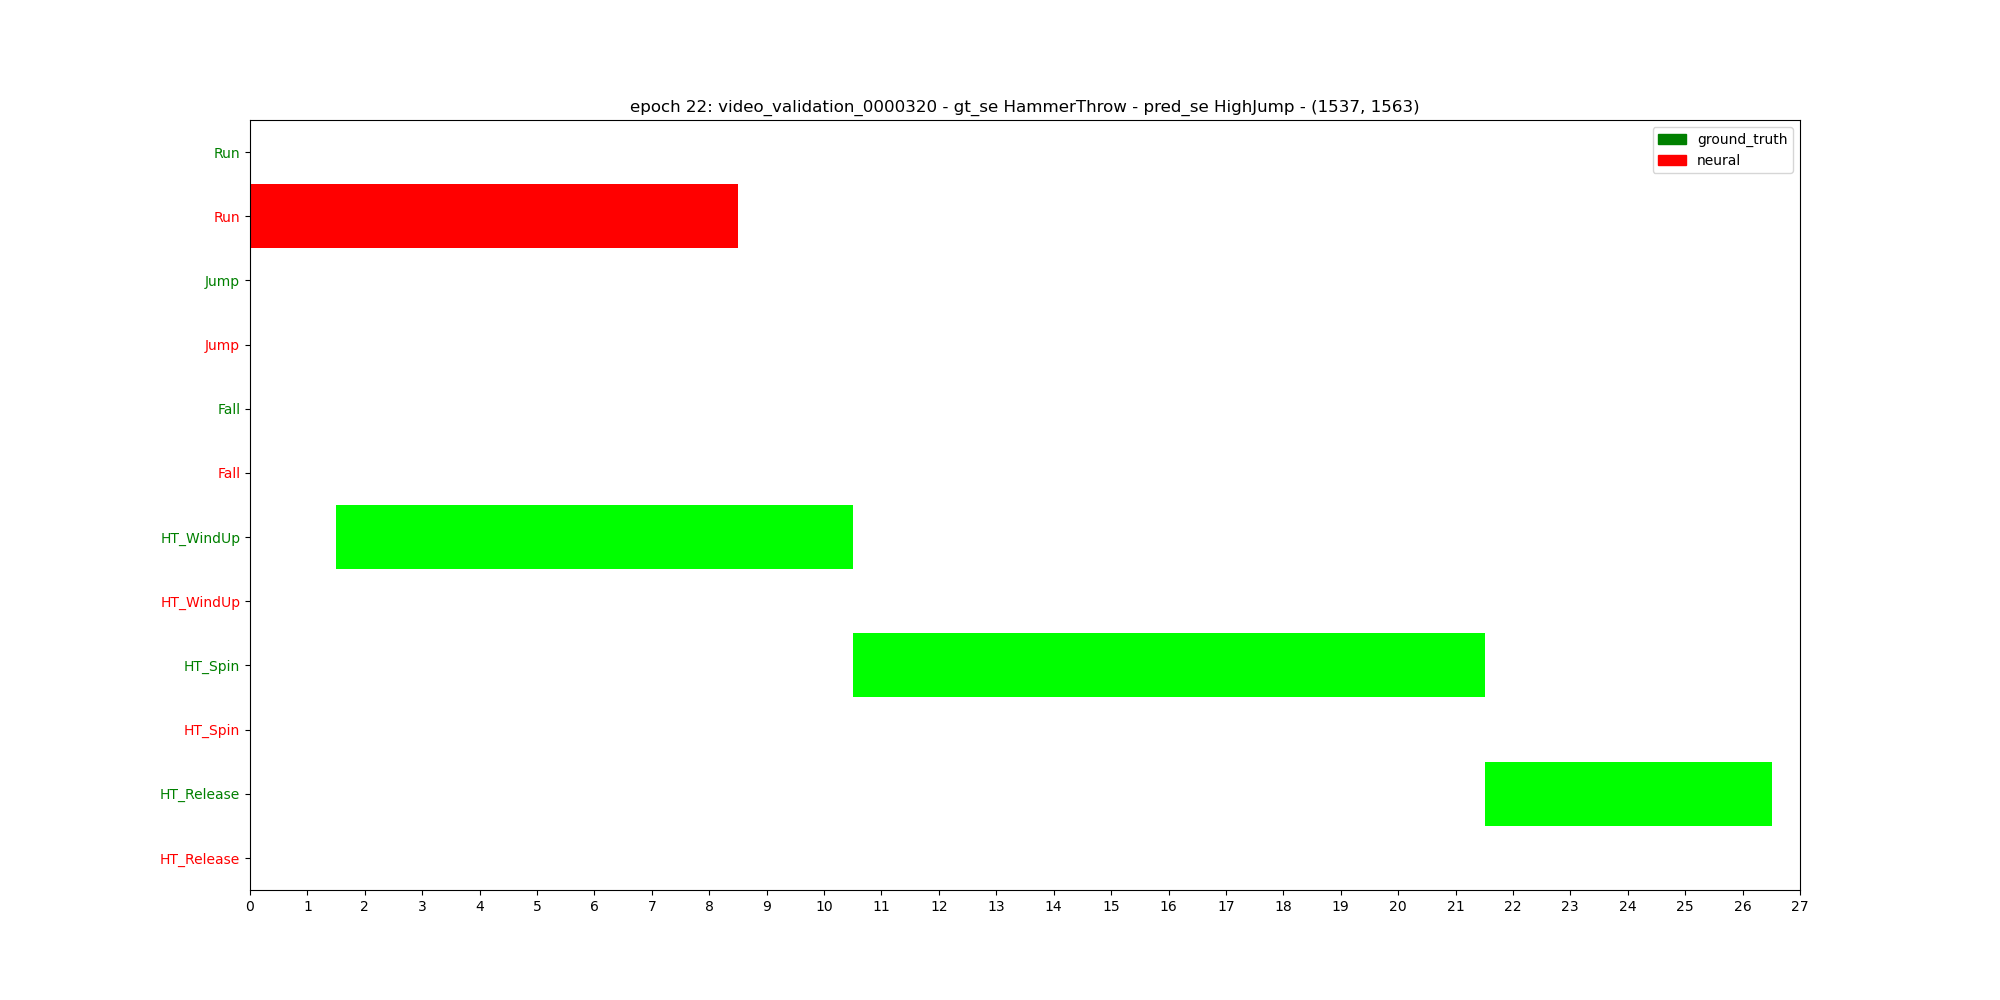 epoch 22: video_validation_0000320 - gt_se HammerThrow - pred_se HighJump - (1537, 1563)
ground_truth
neural
Run
Run
Jump
Jump
Fall
Fall
HT_WindUp
HT_WindUp
HT_Spin
HT_Spin
HT_Release
HT_Release
0 1 2 3 4 5 6 7 8 9 10 11 12 13 14 15 16 17 18 19 20 21 22 23 24 25 26 27